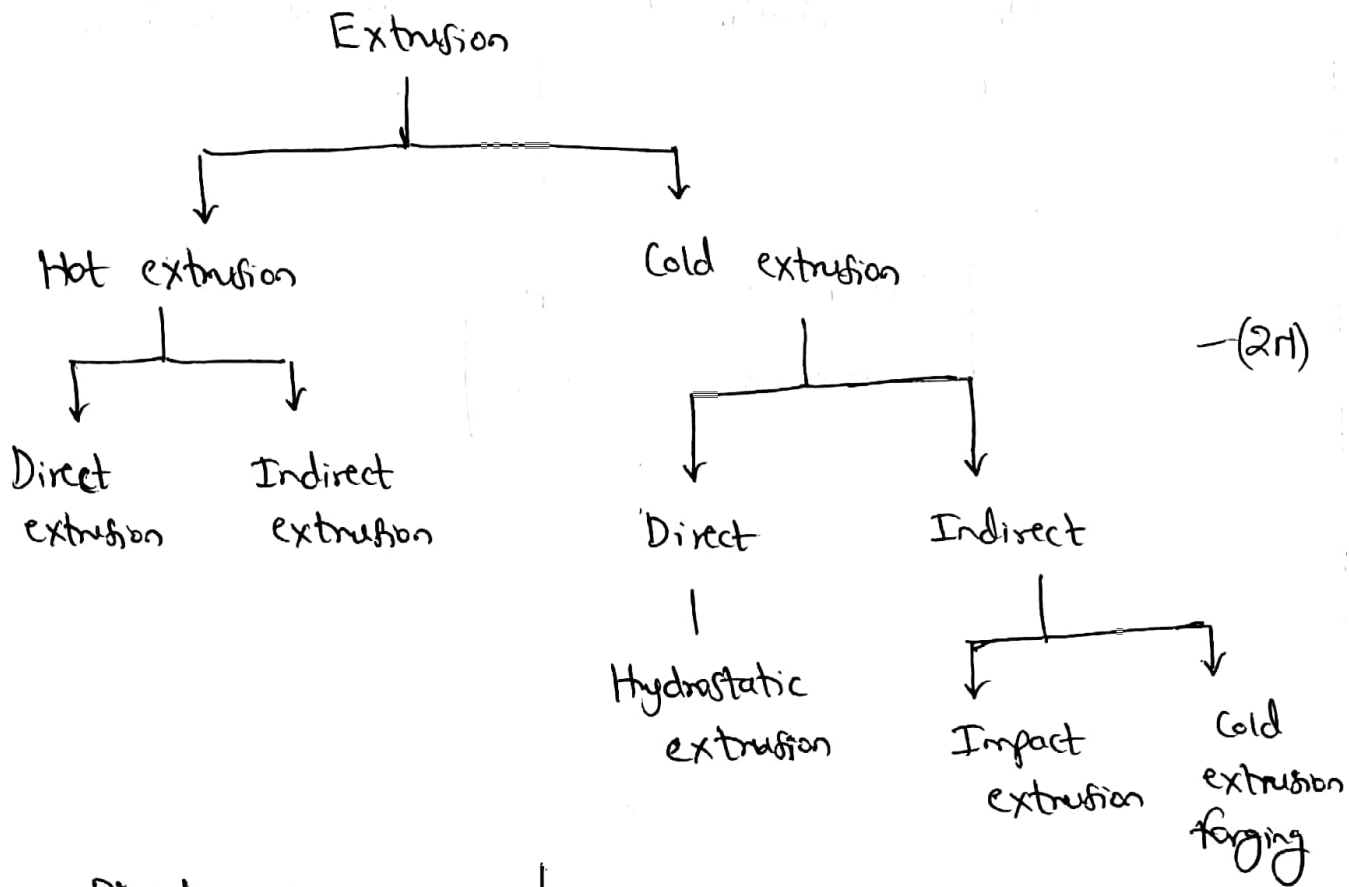 Extrusion
Hot extrusion
Cold extrusion
-(2M)
Direct
extrusion
Indirect
extrusion
Direct
Indirect
Hydrostatic
extrusion
Impact
extrusion
Cold
extrusion
forging